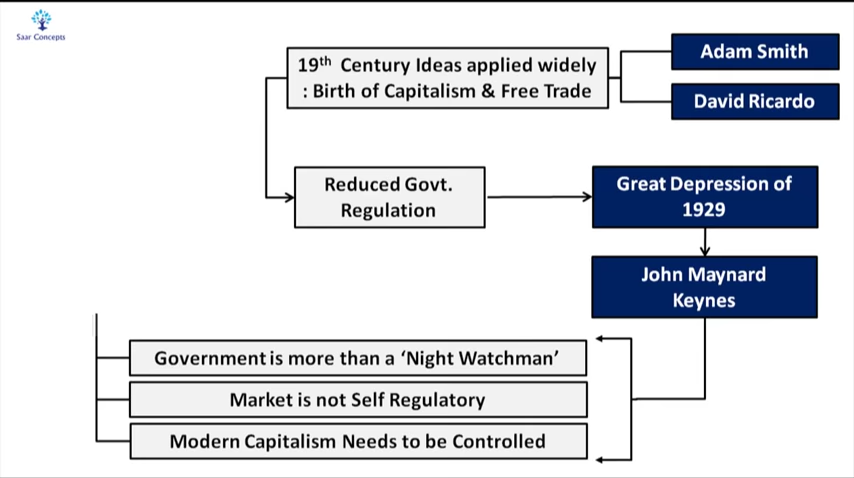 Saar Concepts
19th Century Ideas applied widely
: Birth of Capitalism & Free Trade
Adam Smith
David Ricardo
Reduced Govt.
Regulation
Great Depression of
1929
John Maynard
Keynes
Government is more than a ‘Night Watchman’
Market is not Self Regulatory
Modern Capitalism Needs to be Controlled